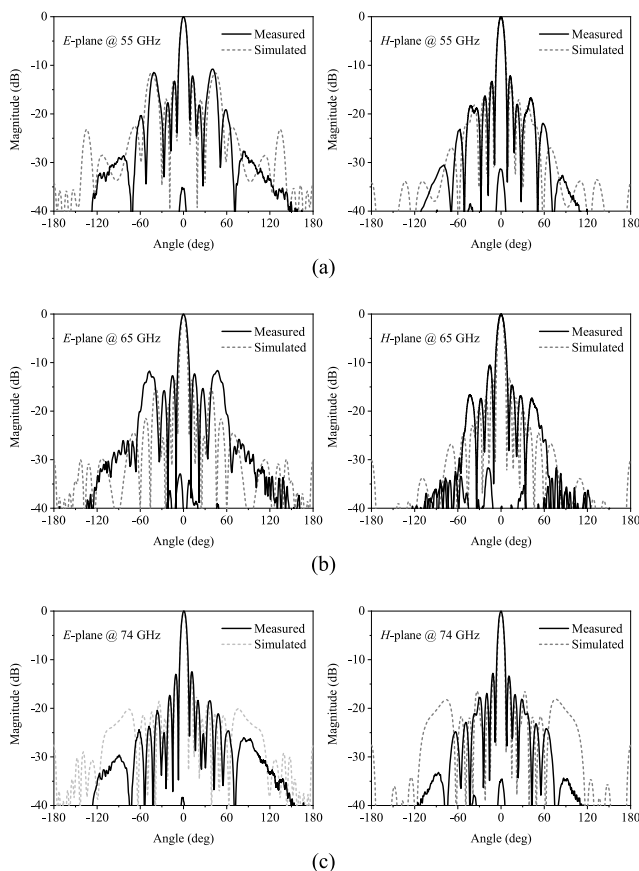 E-plane @ 55 GHz
Measured
Simulated
0
-10
-20
-30
-40
Magnitude (dB)
-180 -120 -60 0 60 120 180
Angle (deg)
H-plane @ 55 GHz
Measured
Simulated
0
-10
-20
-30
-40
Magnitude (dB)
-180 -120 -60 0 60 120 180
Angle (deg)
(a)
E-plane @ 65 GHz
Measured
Simulated
0
-10
-20
-30
-40
Magnitude (dB)
-180 -120 -60 0 60 120 180
Angle (deg)
H-plane @ 65 GHz
Measured
Simulated
0
-10
-20
-30
-40
Magnitude (dB)
-180 -120 -60 0 60 120 180
Angle (deg)
(b)
E-plane @ 74 GHz
Measured
Simulated
0
-10
-20
-30
-40
Magnitude (dB)
-180 -120 -60 0 60 120 180
Angle (deg)
H-plane @ 74 GHz
Measured
Simulated
0
-10
-20
-30
-40
Magnitude (dB)
-180 -120 -60 0 60 120 180
Angle (deg)
(c)